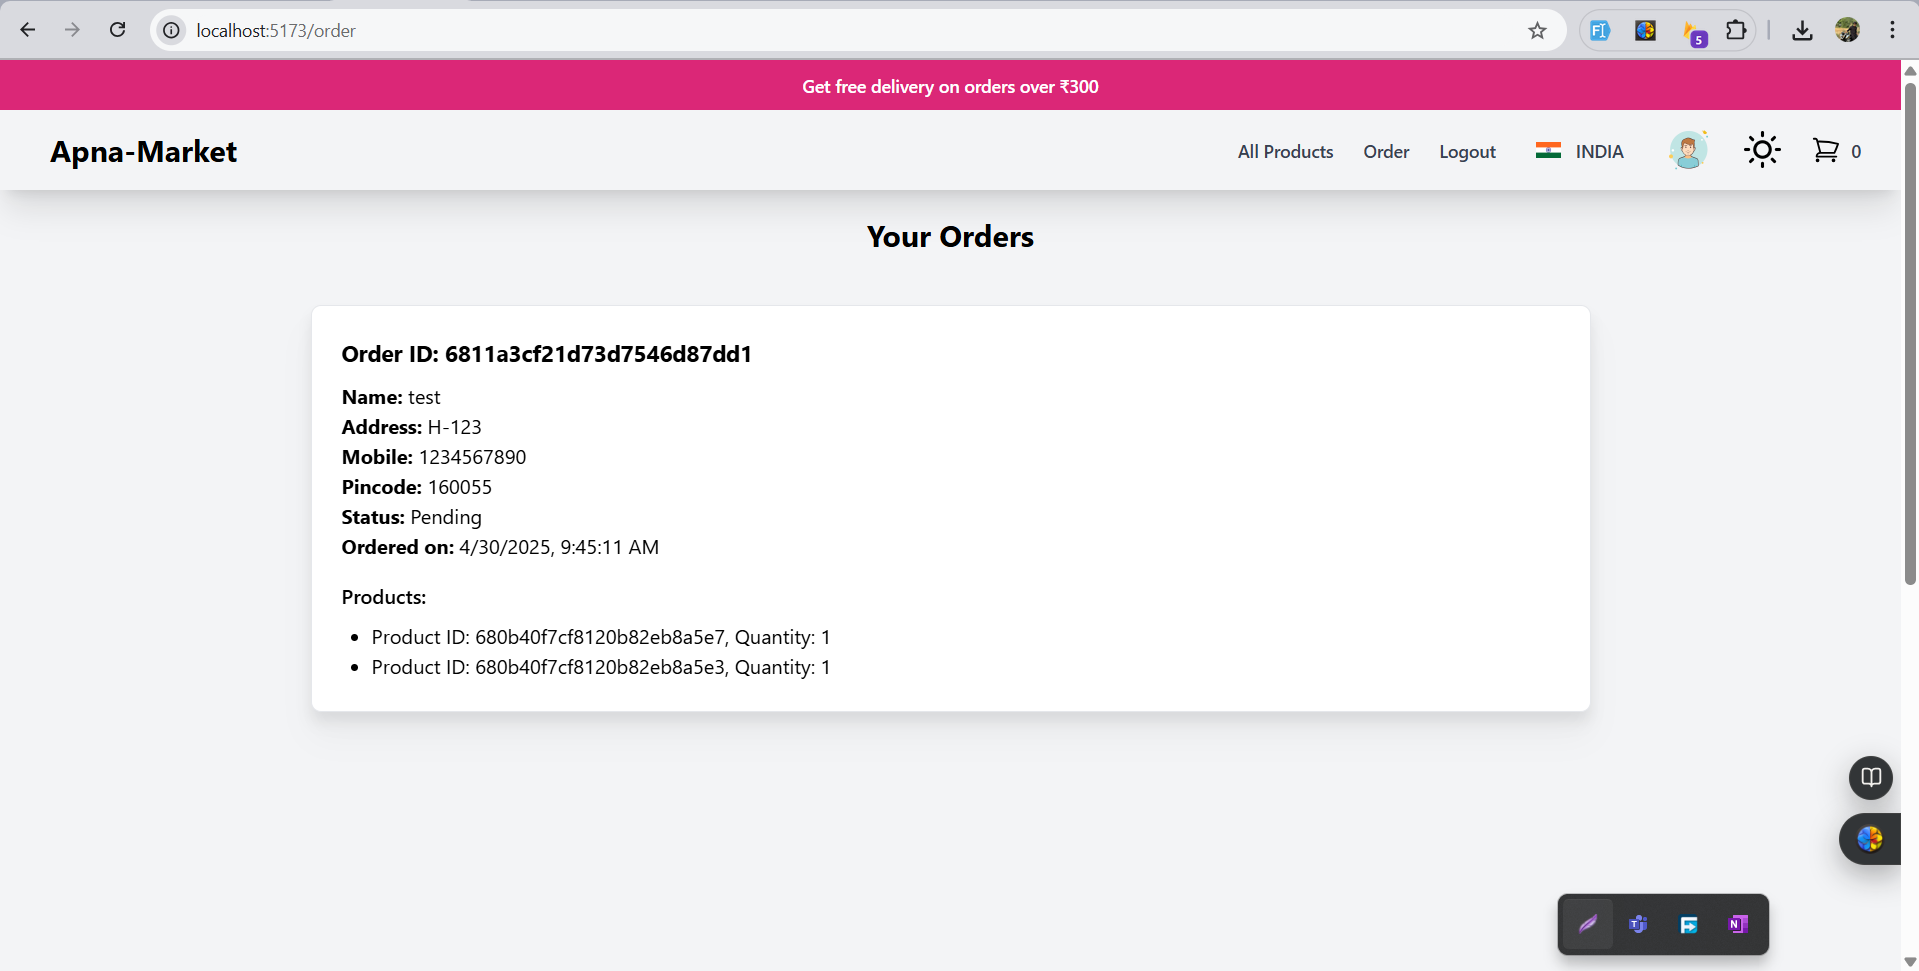 localhost:5173/order
5
Get free delivery on orders over ₹300
Apna-Market
All Products
Order
Logout
INDIA
0
Your Orders
Order ID: 6811a3cf21d73d7546d87dd1
Name: test
Address: H-123
Mobile: 1234567890
Pincode: 160055
Status: Pending
Ordered on: 4/30/2025, 9:45:11 AM
Products:
Product ID: 680b40f7cf8120b82eb8a5e7, Quantity: 1
Product ID: 680b40f7cf8120b82eb8a5e3, Quantity: 1